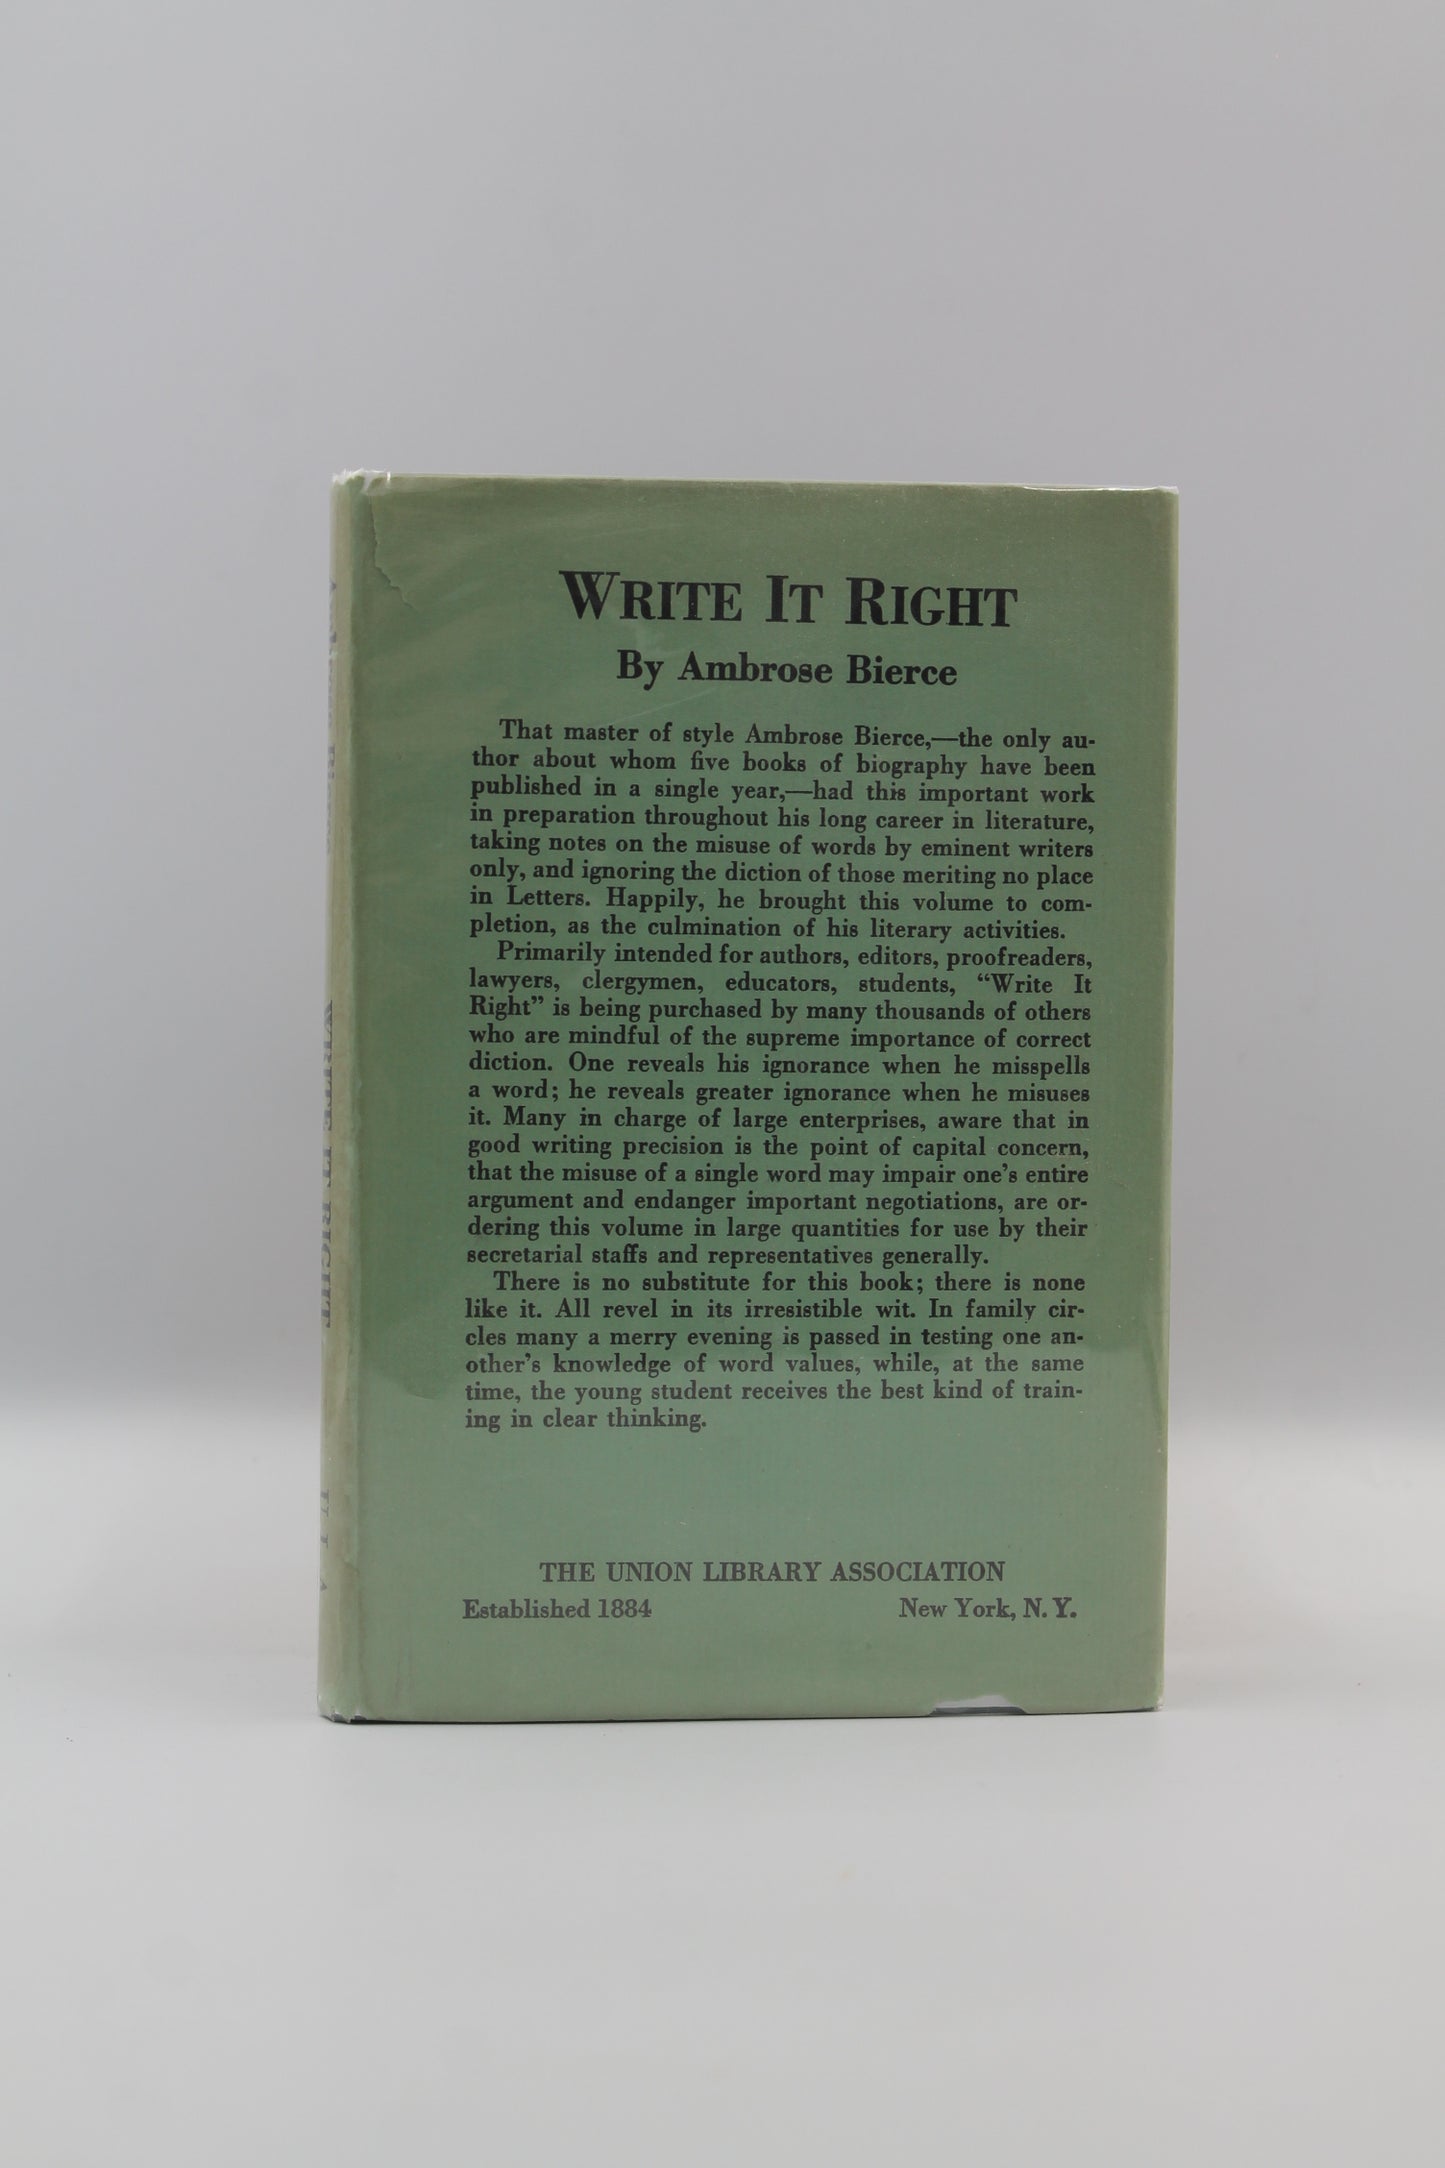 WRITE IT RIGHT
By Ambrose Bierce
That master of style Ambrose Bierce,—the only au-
thor about whom five books of biography have been
published in a single year,—had this important work
in preparation throughout his long career in literature,
taking notes on the misuse of words by eminent writers
only, and ignoring the diction of those meriting no place
in Letters. Happily, he brought this volume to com-
pletion, as the culmination of his literary activities.
Primarily intended for authors, editors, proofreaders,
lawyers, clergymen, educators, students, “Write It
Right” is being purchased by many thousands of others
who are mindful of the supreme importance of correct
diction. One reveals his ignorance when he misspells
a word; he reveals greater ignorance when he misuses
it. Many in charge of large enterprises, aware that in
good writing precision is the point of capital concern,
that the misuse of a single word may impair one’s entire
argument and endanger important negotiations, are or-
dering this volume in large quantities for use by their
secretarial staffs and representatives generally.
There is no substitute for this book; there is none
like it. All revel in its irresistible wit. In family cir-
cles many a merry evening is passed in testing one an-
other’s knowledge of word values, while, at the same
time, the young student receives the best kind of train-
ing in clear thinking.
THE UNION LIBRARY ASSOCIATION
Established 1884 New York, N. Y.
Ambrose Bierce
WRITE IT RIGHT
U. L. A.